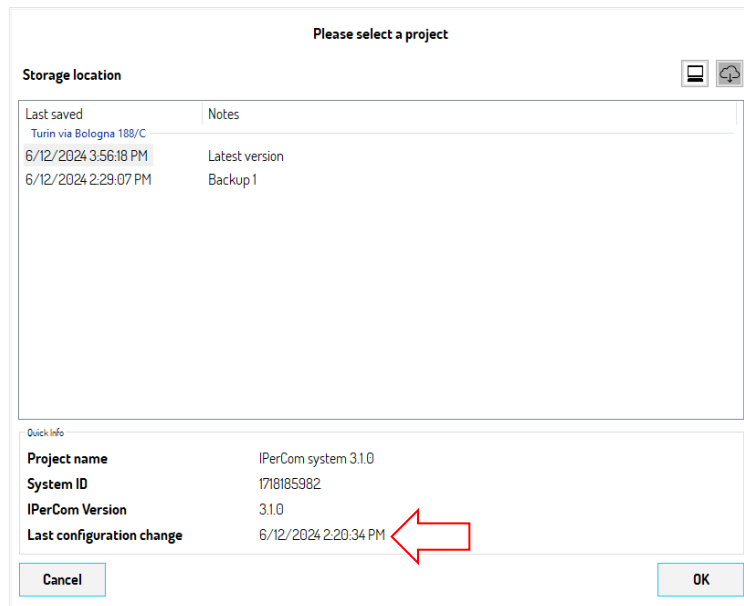 Please select a project
Storage location
Last saved Notes
Turin via Bologna 188/C
6/12/2024 3:56:18 PM Latest version
6/12/2024 2:29:07 PM Backup 1
Quick Info
Project name IPerCom system 3.1.0
System ID 1718185982
IPerCom Version 3.1.0
Last configuration change 6/12/2024 2:20:34 PM
Cancel OK